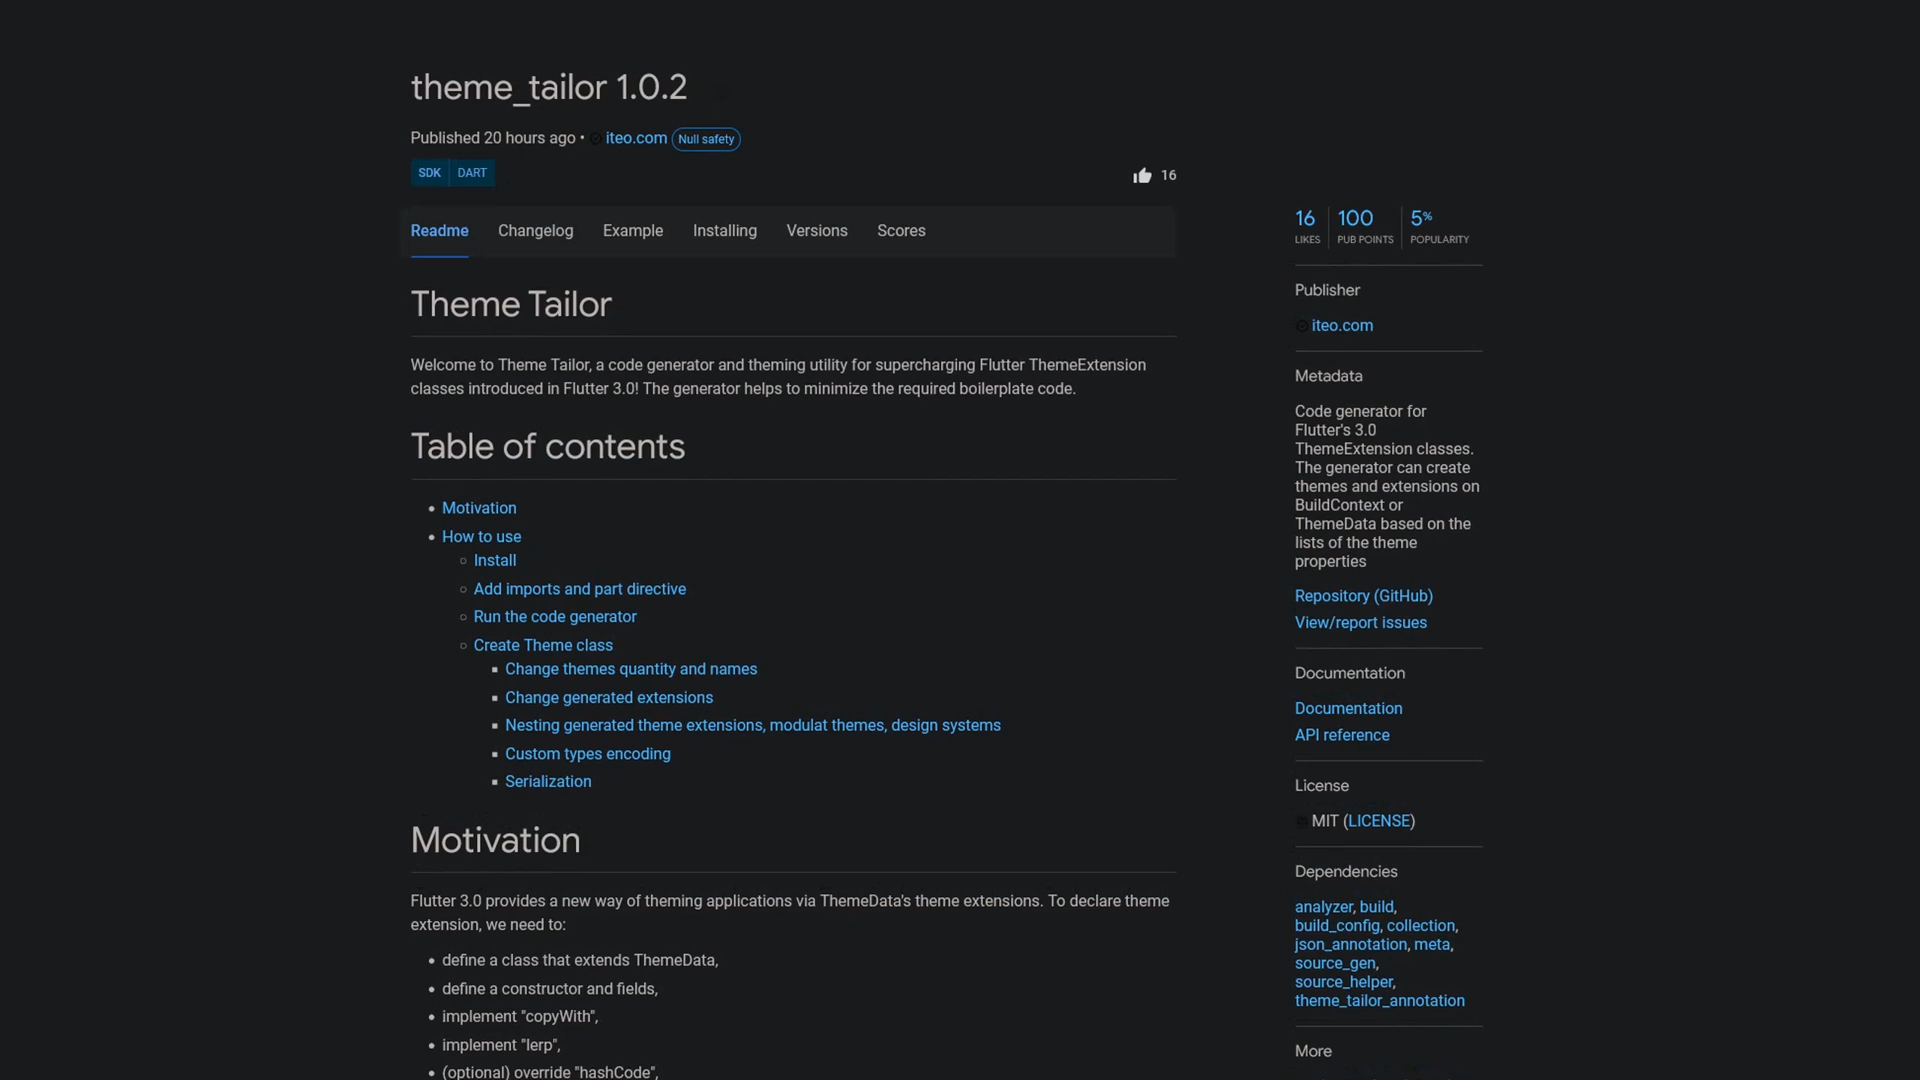 theme_tailor 1.0.2
Published 20 hours ago • iteo.com Null safety
SDK DART
16
Readme Changelog Example Installing Versions Scores
Theme Tailor
Welcome to Theme Tailor, a code generator and theming utility for supercharging Flutter ThemeExtension
classes introduced in Flutter 3.0! The generator helps to minimize the required boilerplate code.
Table of contents
• Motivation
• How to use
○ Install
○ Add imports and part directive
○ Run the code generator
○ Create Theme class
▪ Change themes quantity and names
▪ Change generated extensions
▪ Nesting generated theme extensions, modulat themes, design systems
▪ Custom types encoding
▪ Serialization
Motivation
Flutter 3.0 provides a new way of theming applications via ThemeData's theme extensions. To declare theme
extension, we need to:
• define a class that extends ThemeData,
• define a constructor and fields,
• implement "copyWith",
• implement "lerp",
• (optional) override "hashCode",
16 100 5%
LIKES PUB POINTS POPULARITY
Publisher
iteo.com
Metadata
Code generator for
Flutter's 3.0
ThemeExtension classes.
The generator can create
themes and extensions on
BuildContext or
ThemeData based on the
lists of the theme
properties
Repository (GitHub)
View/report issues
Documentation
Documentation
API reference
License
MIT (LICENSE)
Dependencies
analyzer, build,
build_config, collection,
json_annotation, meta,
source_gen,
source_helper,
theme_tailor_annotation
More